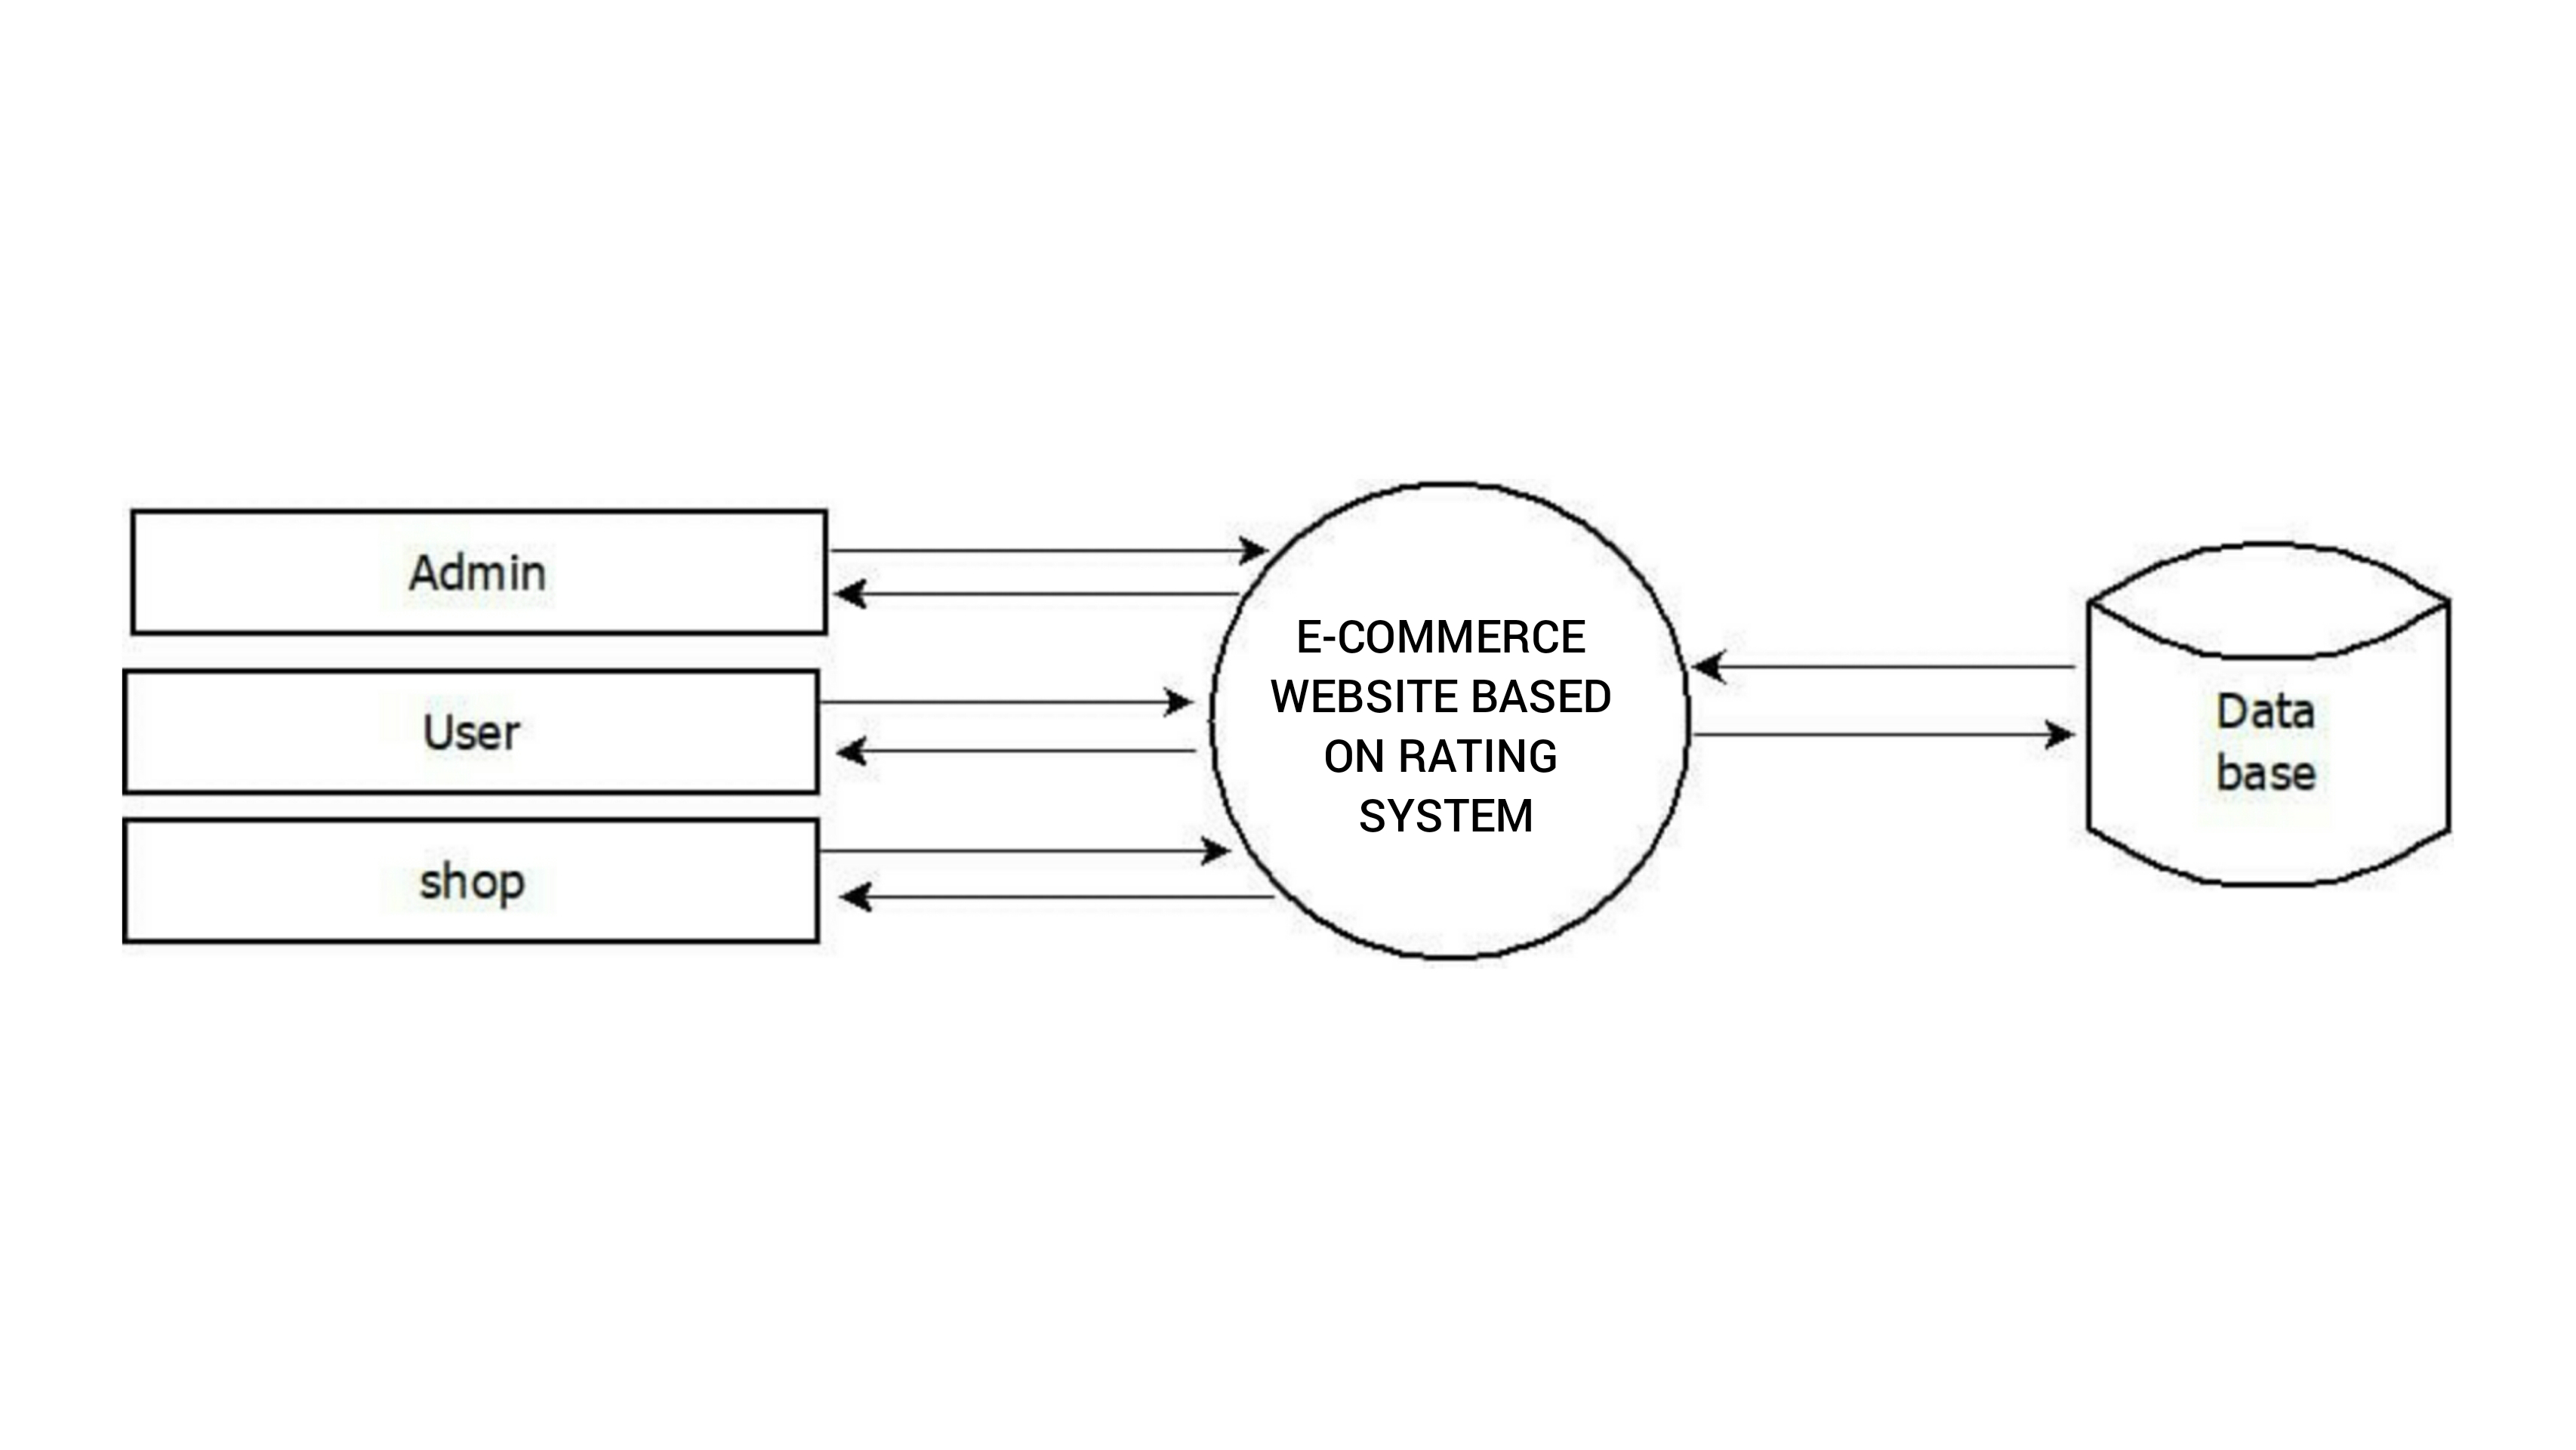 Admin
User
shop
E-COMMERCE
WEBSITE BASED
ON RATING
SYSTEM
Data
base